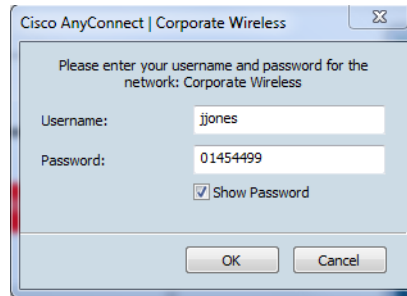 Cisco AnyConnect | Corporate Wireless
Please enter your username and password for the
network: Corporate Wireless
Username: jjones
Password: 01454499
Show Password
OK Cancel